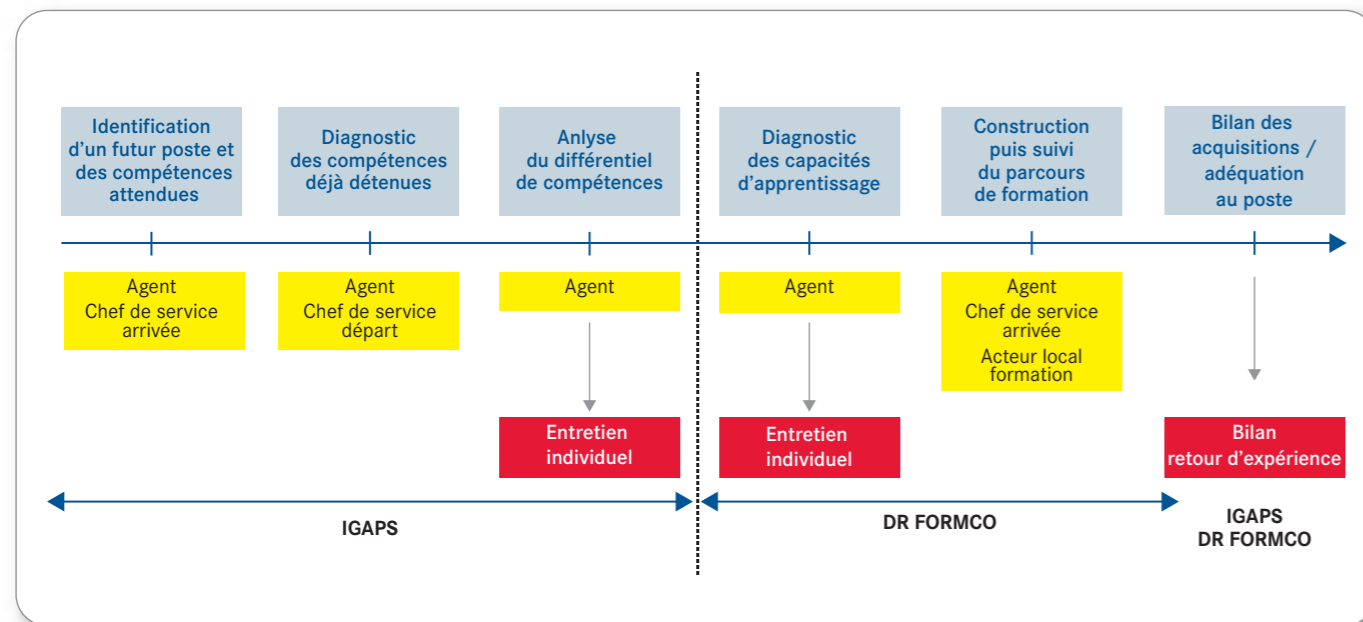 Identification
d'un futur poste et
des compétences
attendues
Diagnostic
des compétences
déjà détenues
Anlyse
du différentiel
de compétences
Diagnostic
des capacités
d'apprentissage
Construction
puis suivi
du parcours
de formation
Bilan des
acquisitions /
adéquation
au poste
Agent
Chef de service
arrivée
Agent
Chef de service
départ
Agent
Agent
Agent
Chef de service
arrivée
Acteur local
formation
Entretien
individuel
Entretien
individuel
Bilan
retour d'expérience
IGAPS
DR FORMCO
IGAPS
DR FORMCO